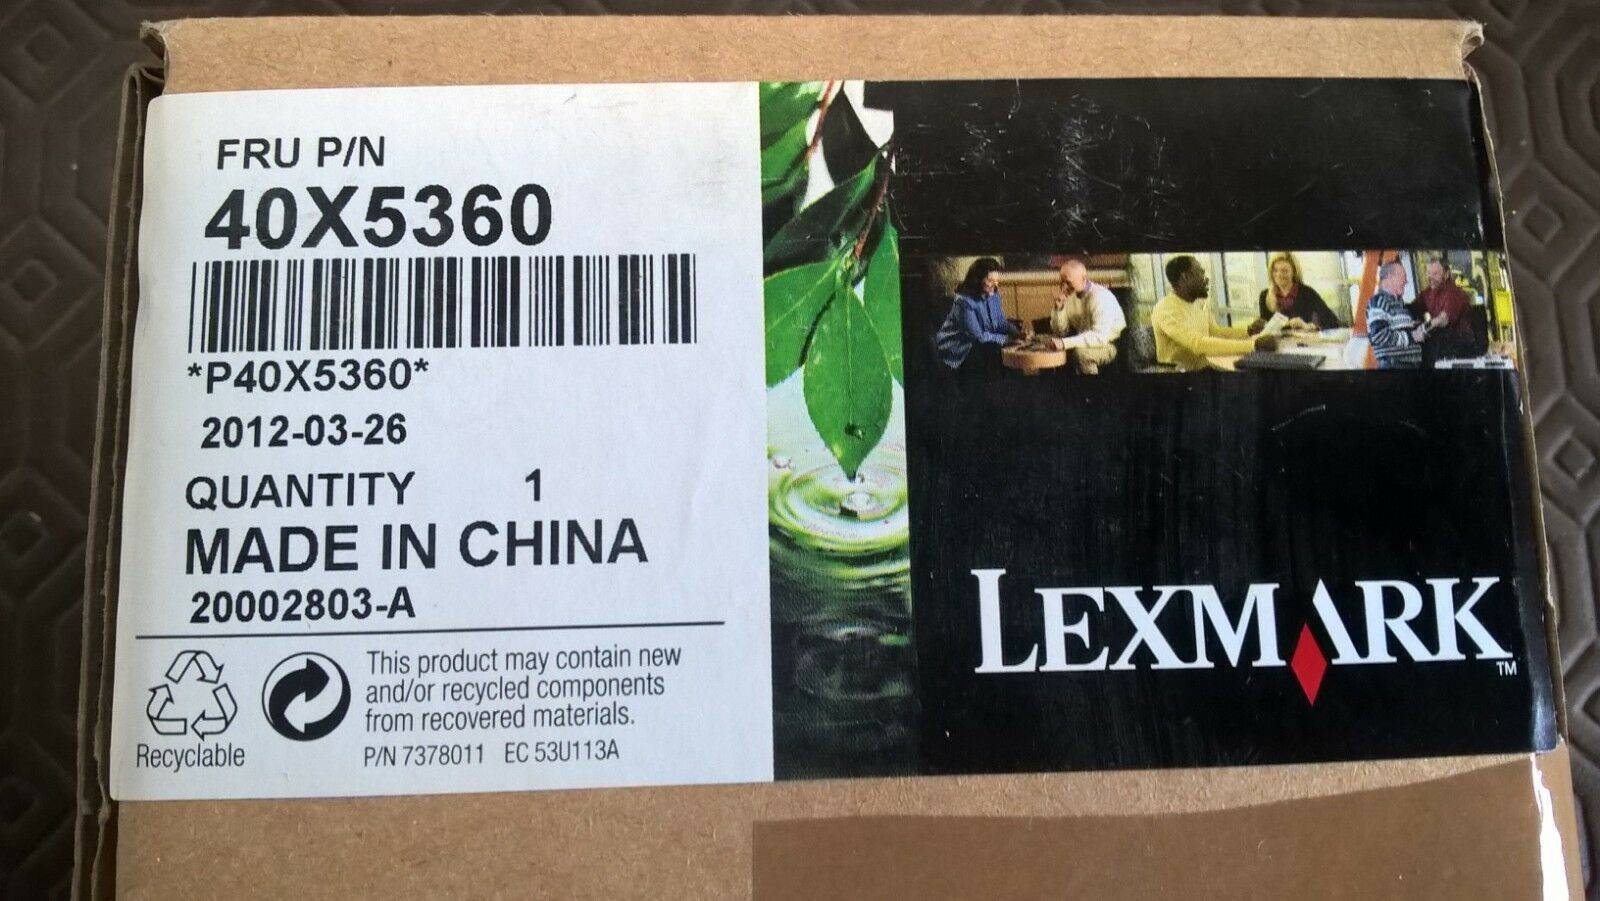 FRU P/N
40X5360
*P40X5360*
2012-03-26
QUANTITY 1
MADE IN CHINA
20002803-A
Recyclable
This product may contain new
and/or recycled components
from recovered materials.
P/N 7378011 EC 53U113A
LEXMARK
TM